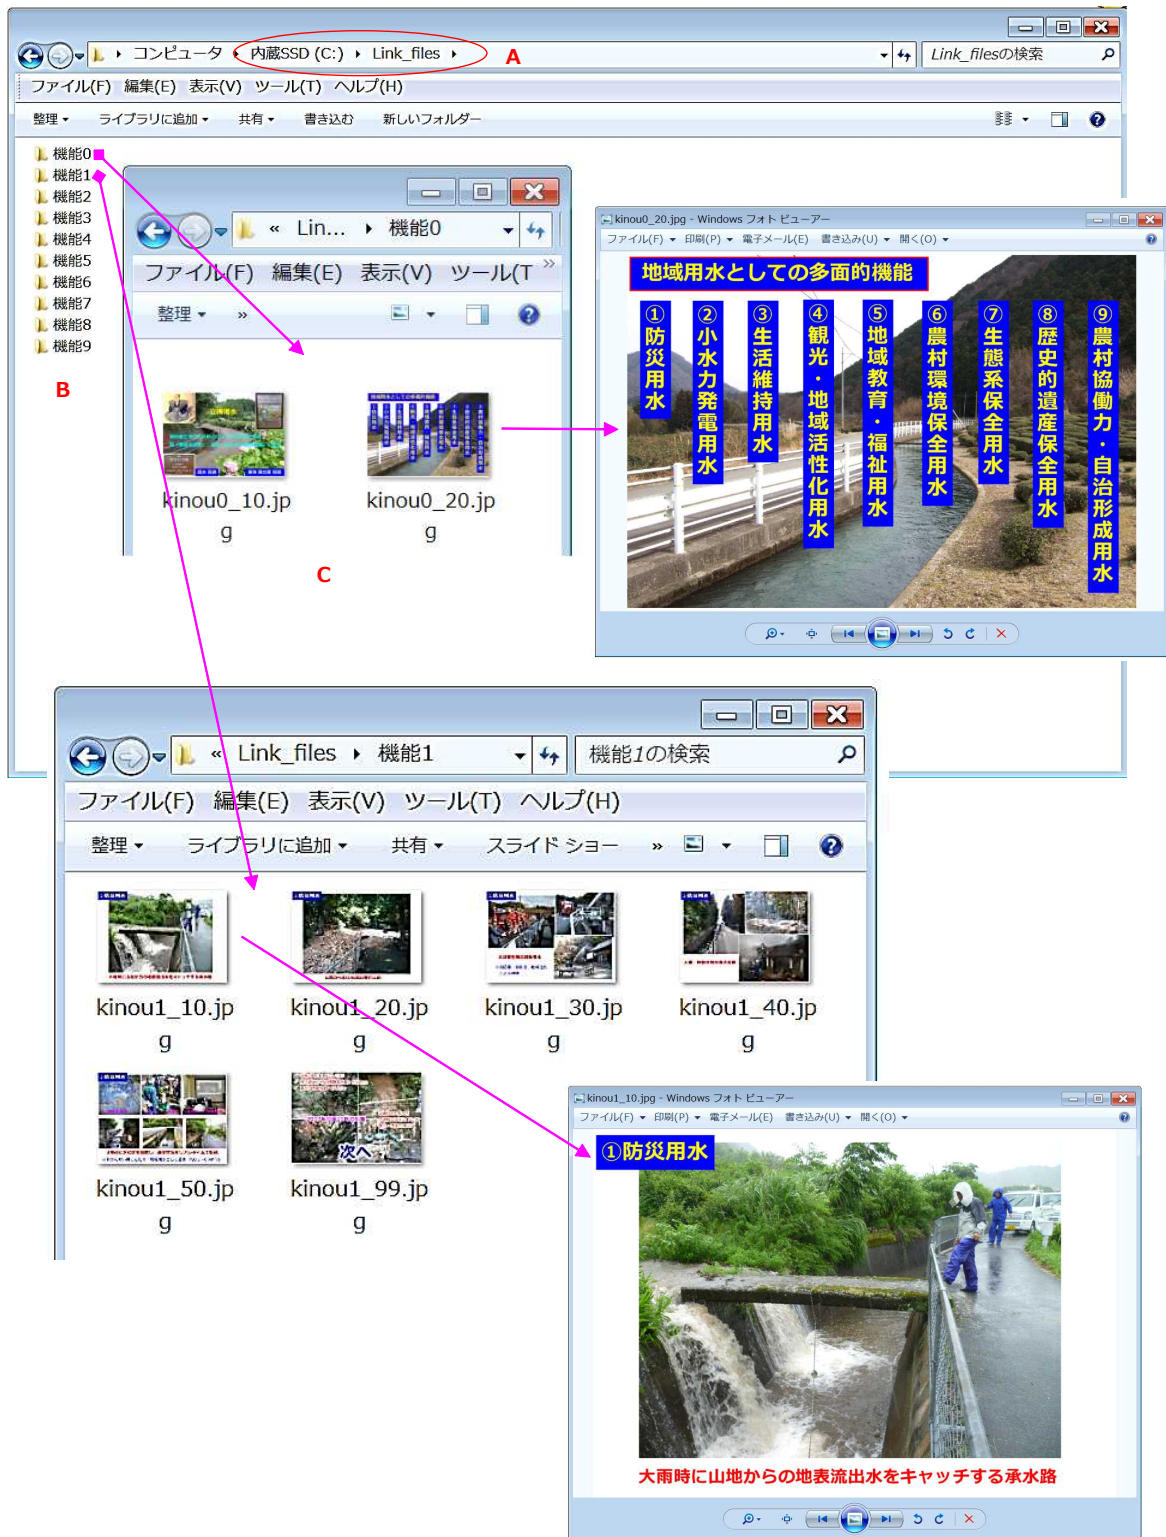 コンピュータ ▸ 内蔵SSD (C:) ▸ Link_files ▸
A
Link_filesの検索
ファイル(F) 編集(E) 表示(V) ツール(T) ヘルプ(H)
整理 ライブラリに追加 共有 書き込む 新しいフォルダー
機能0
機能1
機能2
機能3
機能4
機能5
機能6
機能7
機能8
機能9
B
« Lin... ▸ 機能0
ファイル(F) 編集(E) 表示(V) ツール(T »
整理 »
kinou0_10.jp
g
kinou0_20.jp
g
C
kinou0_20.jpg - Windows フォト ビューアー
ファイル(F) 印刷(P) 電子メール(E) 書き込み(U) 開く(O)
地域用水としての多面的機能
①防災用水
②小水力発電用水
③生活維持用水
④観光・地域活性化用水
⑤地域教育・福祉用水
⑥農村環境保全用水
⑦生態系保全用水
⑧歴史的遺産保全用水
⑨農村協働力・自治形成用水
« Link_files ▸ 機能1
機能1の検索
ファイル(F) 編集(E) 表示(V) ツール(T) ヘルプ(H)
整理 ライブラリに追加 共有 スライド ショー »
kinou1_10.jp
g
kinou1_20.jp
g
kinou1_30.jp
g
kinou1_40.jp
g
次へ
kinou1_50.jp
g
kinou1_99.jp
g
kinou1_10.jpg - Windows フォト ビューアー
ファイル(F) 印刷(P) 電子メール(E) 書き込み(U) 開く(O)
①防災用水
大雨時に山地からの地表流出水をキャッチする承水路